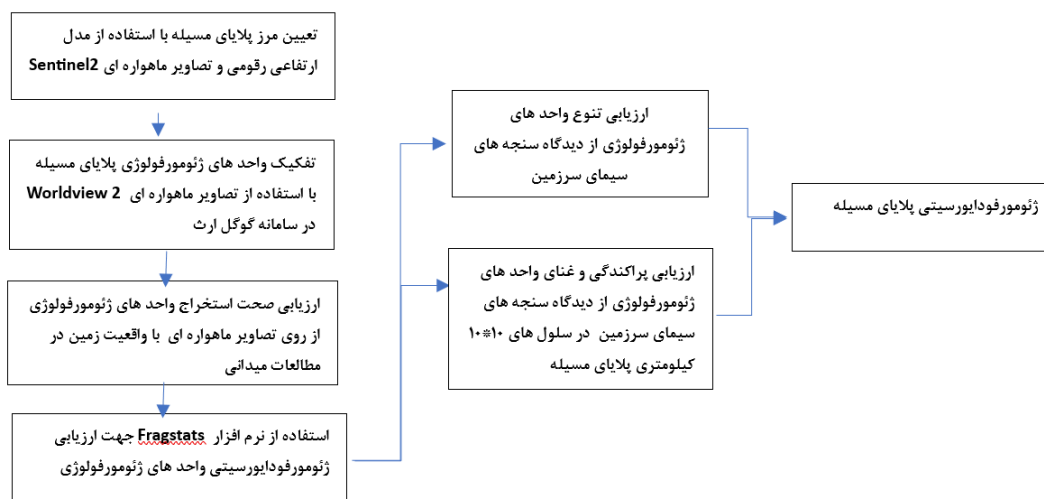 تعیین مرز پلایای مسیله با استفاده از مدل
ارتفاعی رقومی و تصاویر ماهواره ای Sentinel2
تفکیک واحد های ژئومورفولوژی پلایای مسیله
با استفاده از تصاویر ماهواره ای Worldview 2
در سامانه گوگل ارث
ارزیابی صحت استخراج واحد های ژئومورفولوژی
از روی تصاویر ماهواره ای با واقعیت زمین در
مطالعات میدانی
استفاده از نرم افزار Fragstats جهت ارزیابی
ژئومورفودایورسیتی واحد های ژئومورفولوژی
ارزیابی تنوع واحد های
ژئومورفولوژی از دیدگاه سنجه های
سیمای سرزمین
ارزیابی پراکندگی و غنای واحد های
ژئومورفولوژی از دیدگاه سنجه های
سیمای سرزمین در سلول های ۱۰*۱۰
کیلومتری پلایای مسیله
ژئومورفودایورسیتی پلایای مسیله